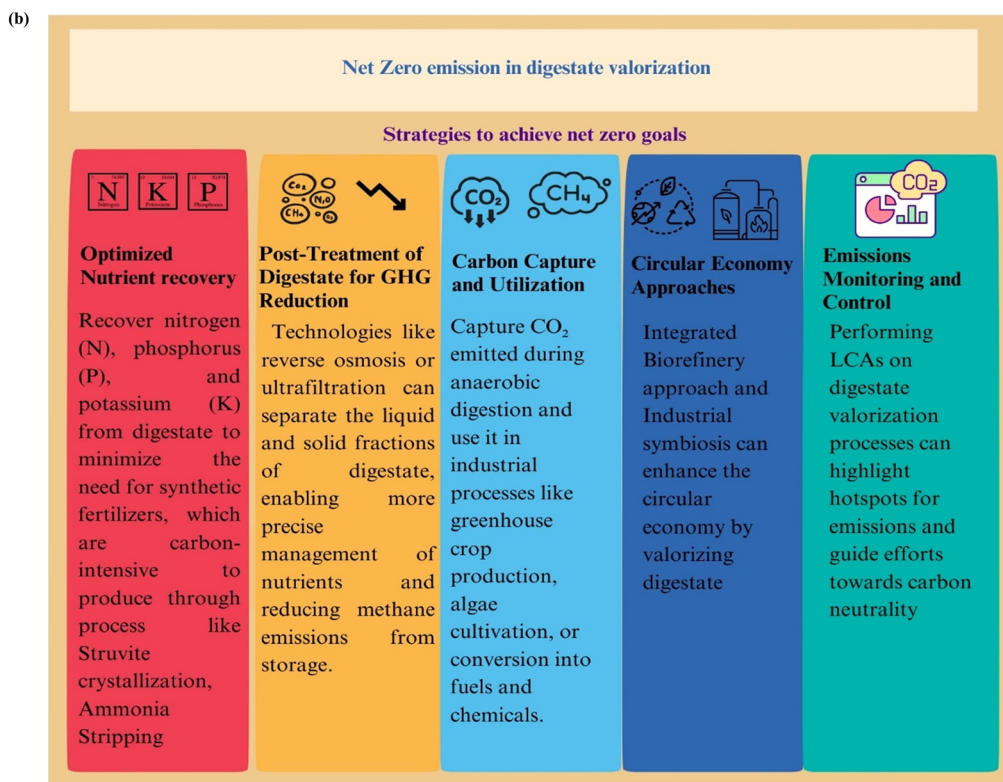 (b)
Net Zero emission in digestate valorization
Strategies to achieve net zero goals
N
Nitrogen
K
Potassium
P
Phosphorus
Optimized
Nutrient recovery
Recover nitrogen
(N), phosphorus
(P), and
potassium (K)
from digestate to
minimize the
need for synthetic
fertilizers, which
are carbon-
intensive to
produce through
process like
Struvite
crystallization,
Ammonia
Stripping
CO₂
N₂O
CH₄
Post-Treatment of
Digestate for GHG
Reduction
Technologies like
reverse osmosis or
ultrafiltration can
separate the liquid
and solid fractions
of digestate,
enabling more
precise
management of
nutrients and
reducing methane
emissions from
storage.
CO₂
CH₄
Carbon Capture
and Utilization
Capture CO₂
emitted during
anaerobic
digestion and
use it in
industrial
processes like
greenhouse
crop
production,
algae
cultivation, or
conversion into
fuels and
chemicals.
Circular Economy
Approaches
Integrated
Biorefinery
approach and
Industrial
symbiosis can
enhance the
circular
economy by
valorizing
digestate
CO₂
Emissions
Monitoring and
Control
Performing
LCAs on
digestate
valorization
processes can
highlight
hotspots for
emissions and
guide efforts
towards carbon
neutrality